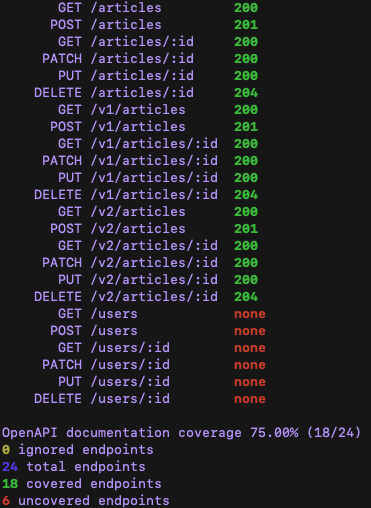 GET /articles 200
POST /articles 201
GET /articles/:id 200
PATCH /articles/:id 200
PUT /articles/:id 200
DELETE /articles/:id 204
GET /v1/articles 200
POST /v1/articles 201
GET /v1/articles/:id 200
PATCH /v1/articles/:id 200
PUT /v1/articles/:id 200
DELETE /v1/articles/:id 204
GET /v2/articles 200
POST /v2/articles 201
GET /v2/articles/:id 200
PATCH /v2/articles/:id 200
PUT /v2/articles/:id 200
DELETE /v2/articles/:id 204
GET /users none
POST /users none
GET /users/:id none
PATCH /users/:id none
PUT /users/:id none
DELETE /users/:id none
OpenAPI documentation coverage 75.00% (18/24)
0 ignored endpoints
24 total endpoints
18 covered endpoints
6 uncovered endpoints